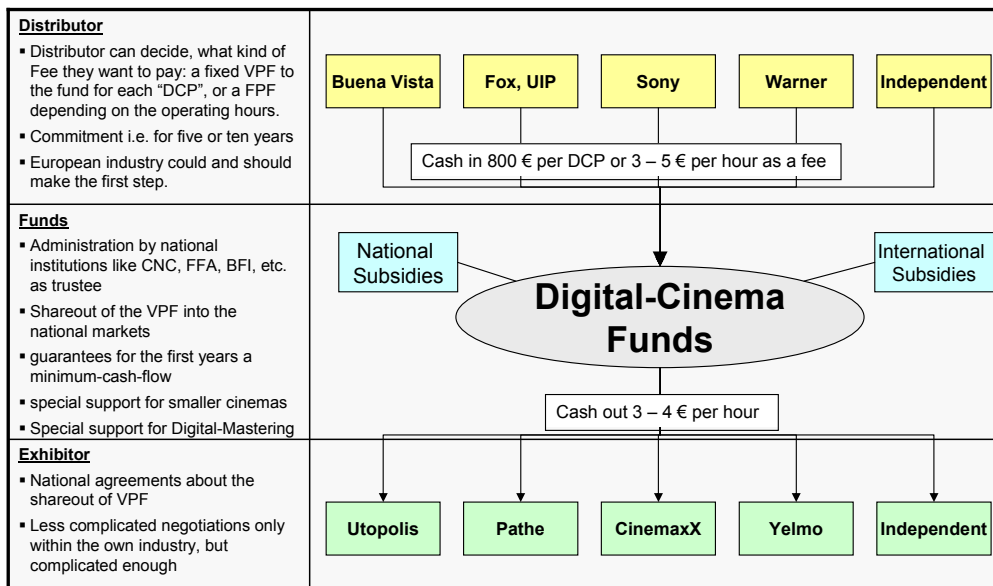 Distributor
▪ Distributor can decide, what kind of
Fee they want to pay: a fixed VPF to
the fund for each “DCP”, or a FPF
depending on the operating hours.
▪ Commitment i.e. for five or ten years
▪ European industry could and should
make the first step.
Buena Vista
Fox, UIP
Sony
Warner
Independent
Cash in 800 € per DCP or 3 – 5 € per hour as a fee
Funds
▪ Administration by national
institutions like CNC, FFA, BFI, etc.
as trustee
▪ Shareout of the VPF into the
national markets
▪ guarantees for the first years a
minimum-cash-flow
▪ special support for smaller cinemas
▪ Special support for Digital-Mastering
National
Subsidies
International
Subsidies
Digital-Cinema
Funds
Cash out 3 – 4 € per hour
Exhibitor
▪ National agreements about the
shareout of VPF
▪ Less complicated negotiations only
within the own industry, but
complicated enough
Utopolis
Pathe
CinemaxX
Yelmo
Independent